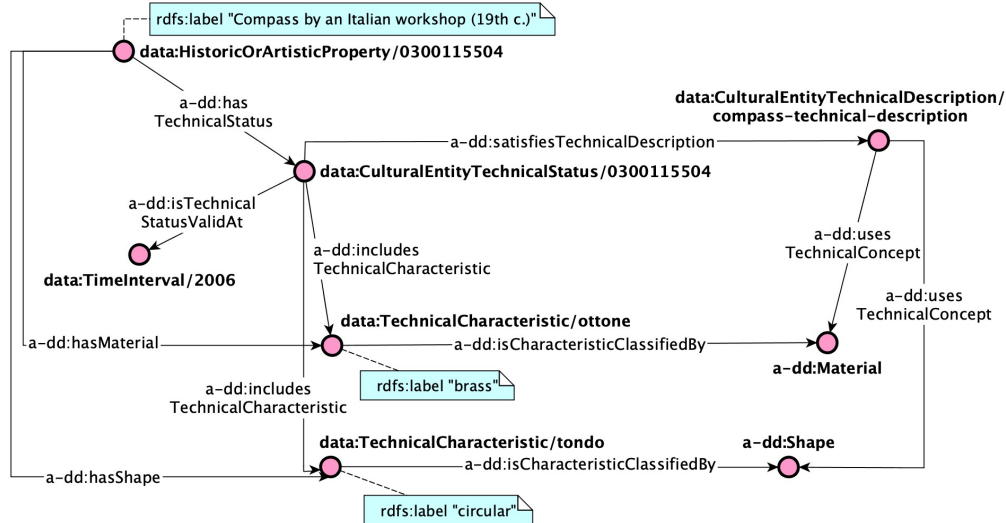 rdfs:label "Compass by an Italian workshop (19th c.)"
data:HistoricOrArtisticProperty/0300115504
a-dd:has
TechnicalStatus
data:CulturalEntityTechnicalDescription/
compass-technical-description
a-dd:satisfiesTechnicalDescription
data:CulturalEntityTechnicalStatus/0300115504
a-dd:isTechnical
StatusValidAt
data:TimeInterval/2006
a-dd:includes
TechnicalCharacteristic
a-dd:uses
TechnicalConcept
a-dd:uses
TechnicalConcept
data:TechnicalCharacteristic/ottone
a-dd:hasMaterial
a-dd:isCharacteristicClassifiedBy
a-dd:Material
rdfs:label "brass"
a-dd:includes
TechnicalCharacteristic
data:TechnicalCharacteristic/tondo
a-dd:Shape
a-dd:isCharacteristicClassifiedBy
a-dd:hasShape
rdfs:label "circular"